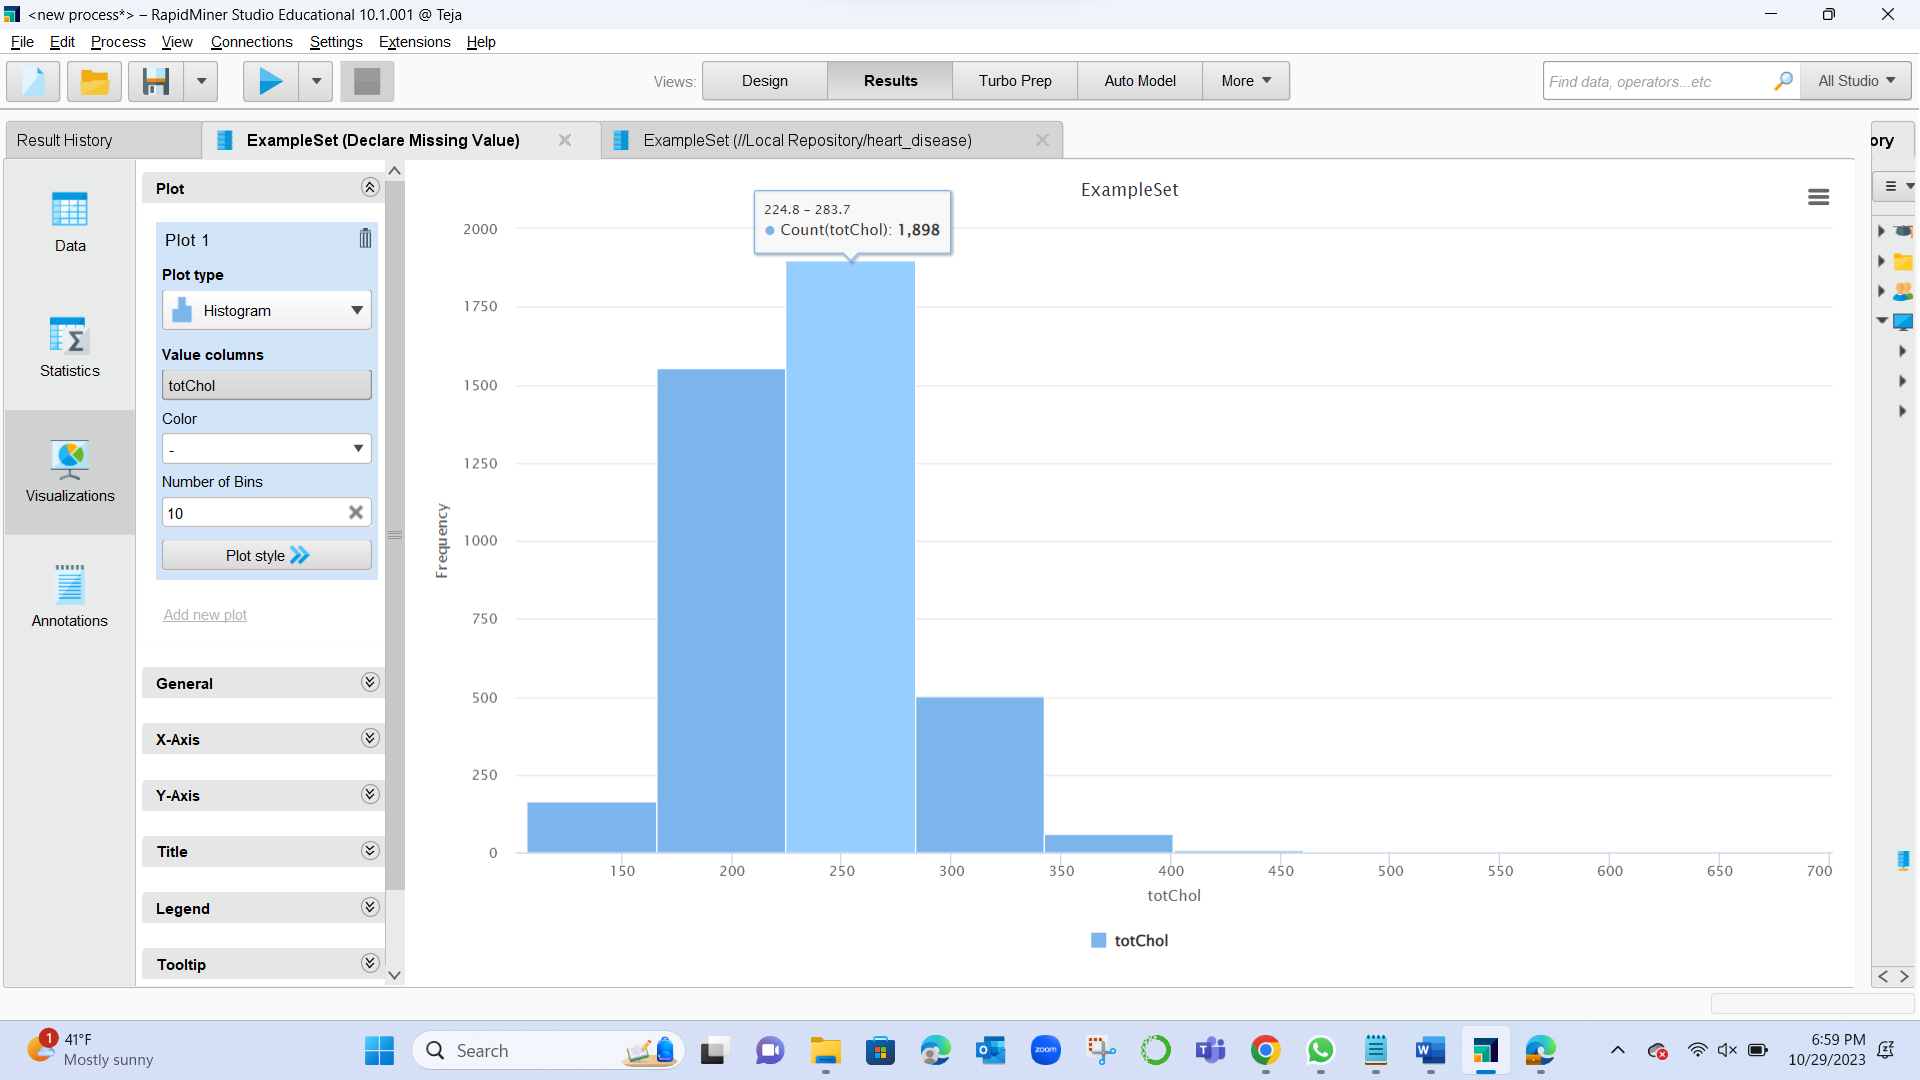 <new process*> – RapidMiner Studio Educational 10.1.001 @ Teja
File Edit Process View Connections Settings Extensions Help
Views: Design Results Turbo Prep Auto Model More
Find data, operators...etc All Studio
Result History ExampleSet (Declare Missing Value) ExampleSet (//Local Repository/heart_disease) ory
Data
Statistics
Visualizations
Annotations
Plot
Plot 1
Plot type
Histogram
Value columns
totChol
Color
-
Number of Bins
10
Plot style
Add new plot
General
X-Axis
Y-Axis
Title
Legend
Tooltip
ExampleSet
224.8 – 283.7
Count(totChol): 1,898
2000
1750
1500
1250
1000
750
500
250
0
Frequency
150 200 250 300 350 400 450 500 550 600 650 700
totChol
totChol
1
41°F
Mostly sunny
Search
zoom
6:59 PM
10/29/2023